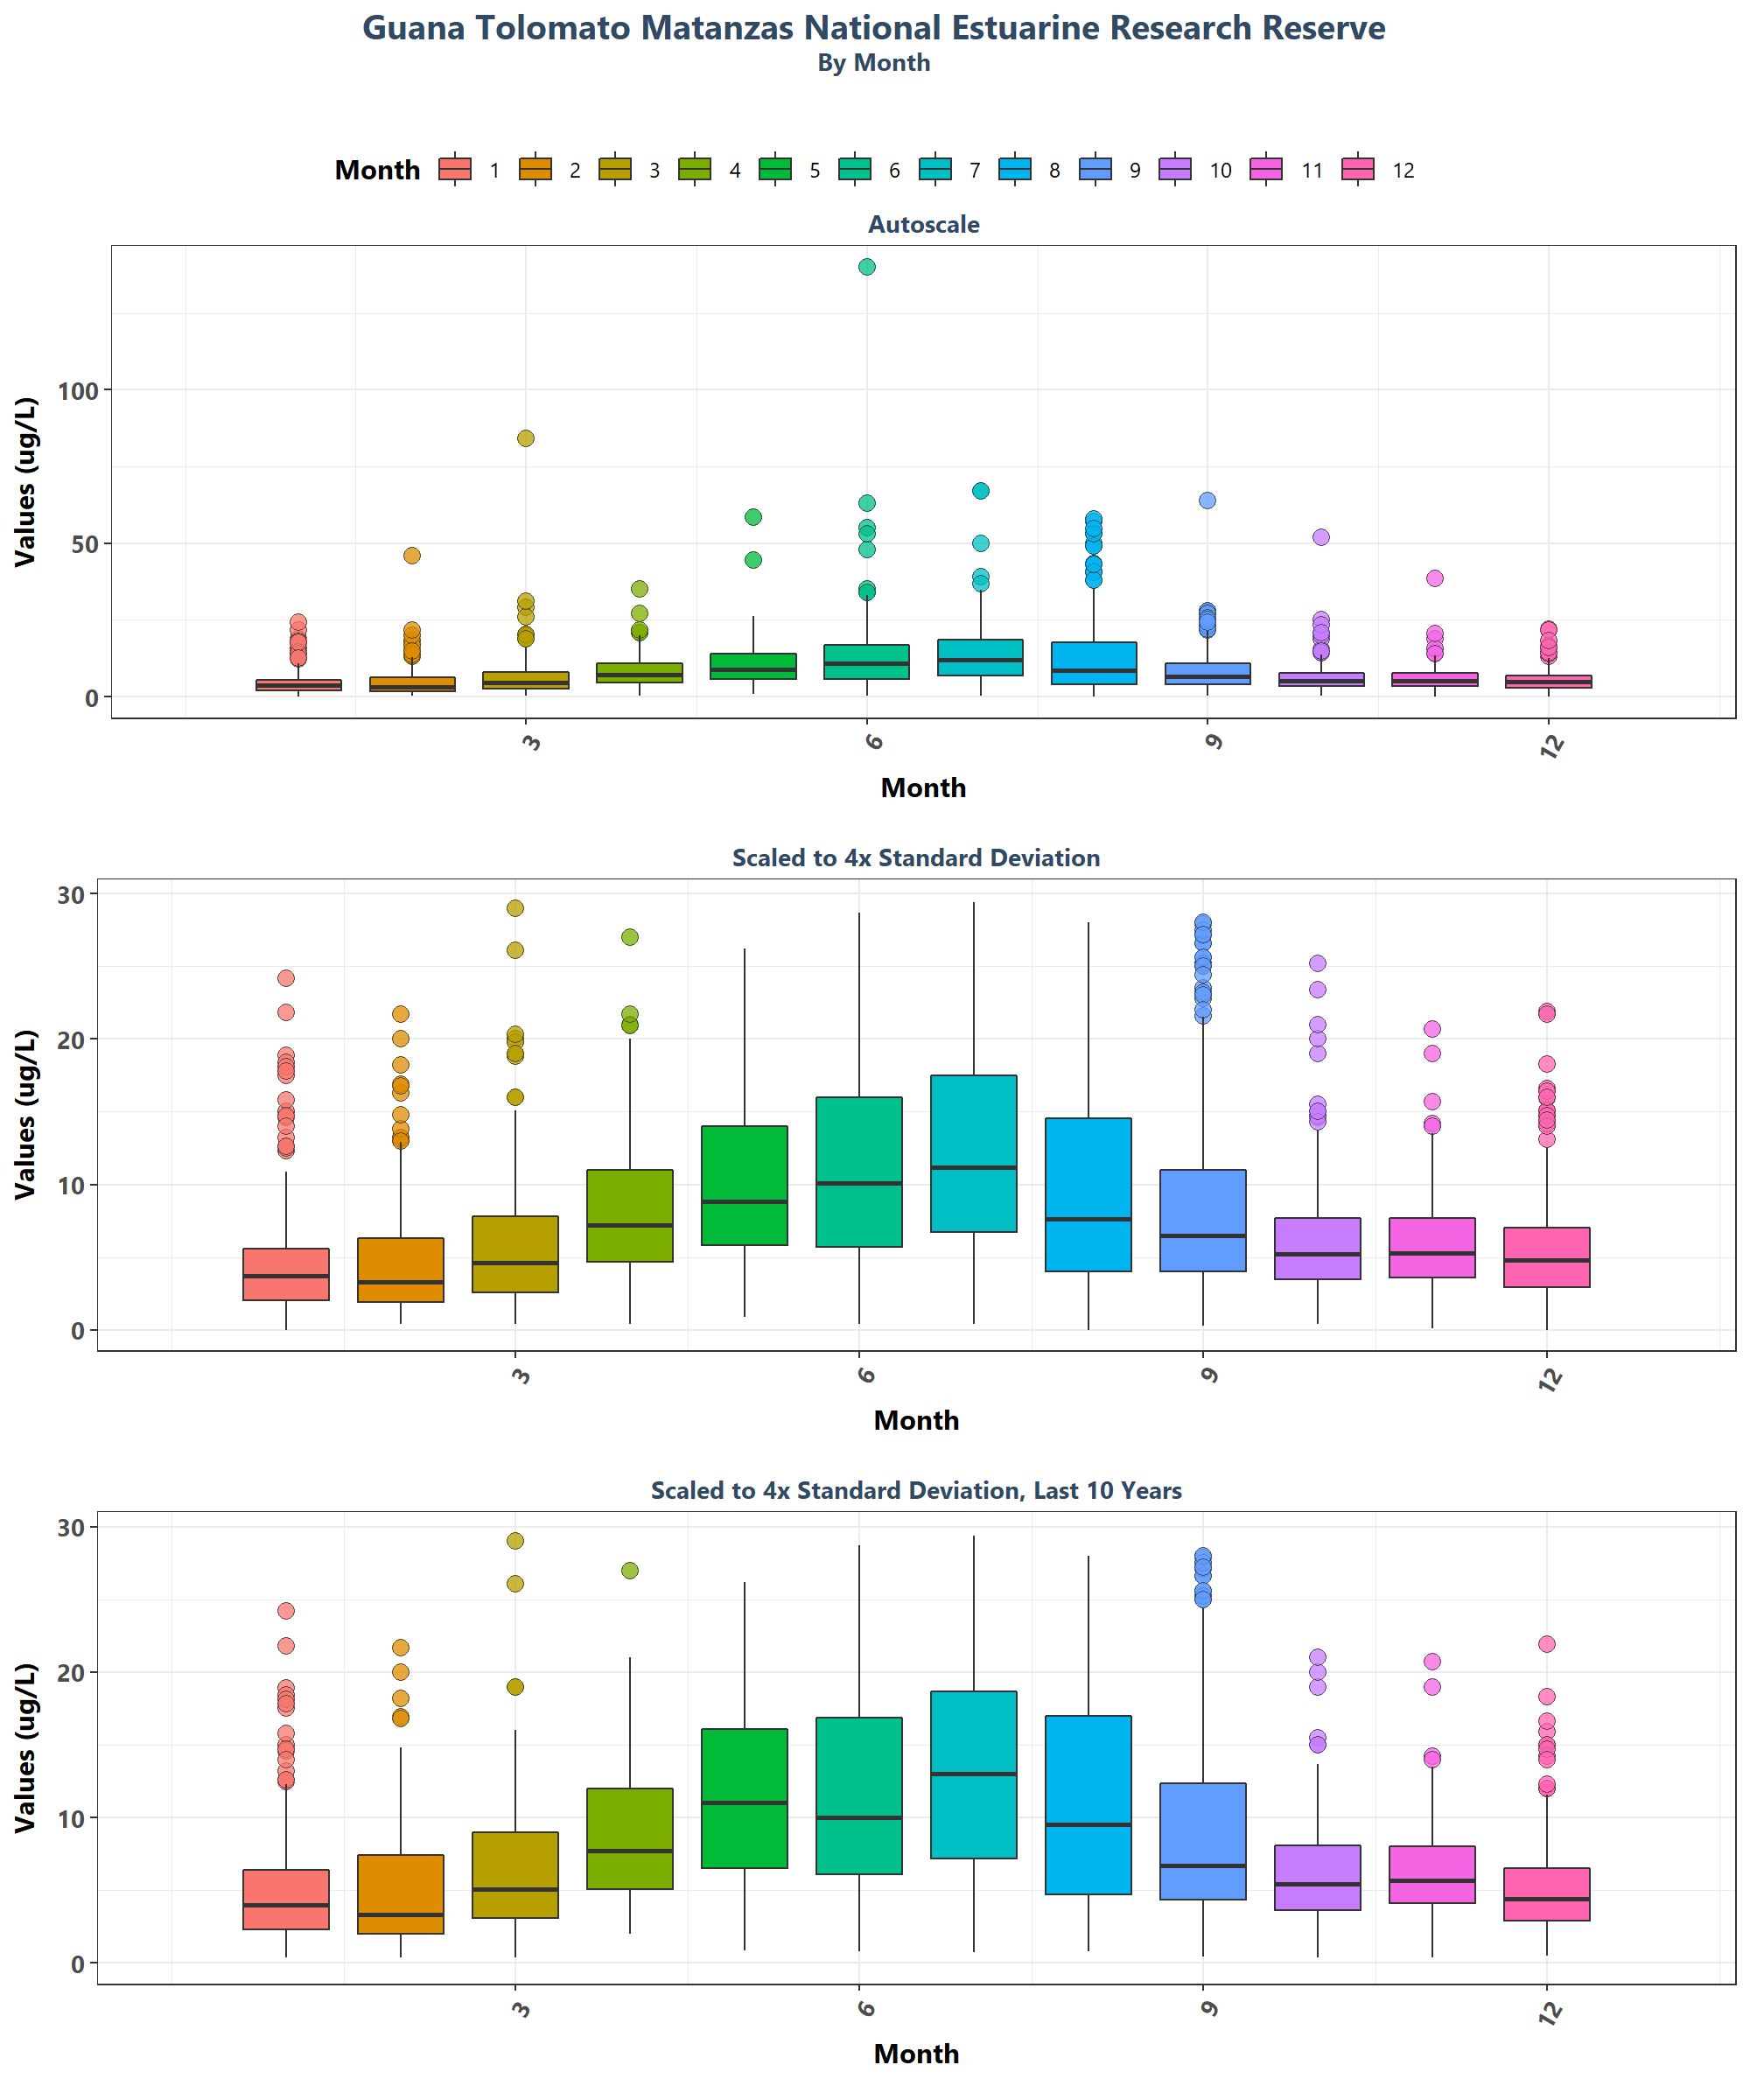 Guana Tolomato Matanzas National Estuarine Research Reserve
By Month
Month 1 2 3 4 5 6 7 8 9 10 11 12
Autoscale
Values (ug/L)
100
50
0
3 6 9 12
Month
Scaled to 4x Standard Deviation
Values (ug/L)
30
20
10
0
3 6 9 12
Month
Scaled to 4x Standard Deviation, Last 10 Years
Values (ug/L)
30
20
10
0
3 6 9 12
Month